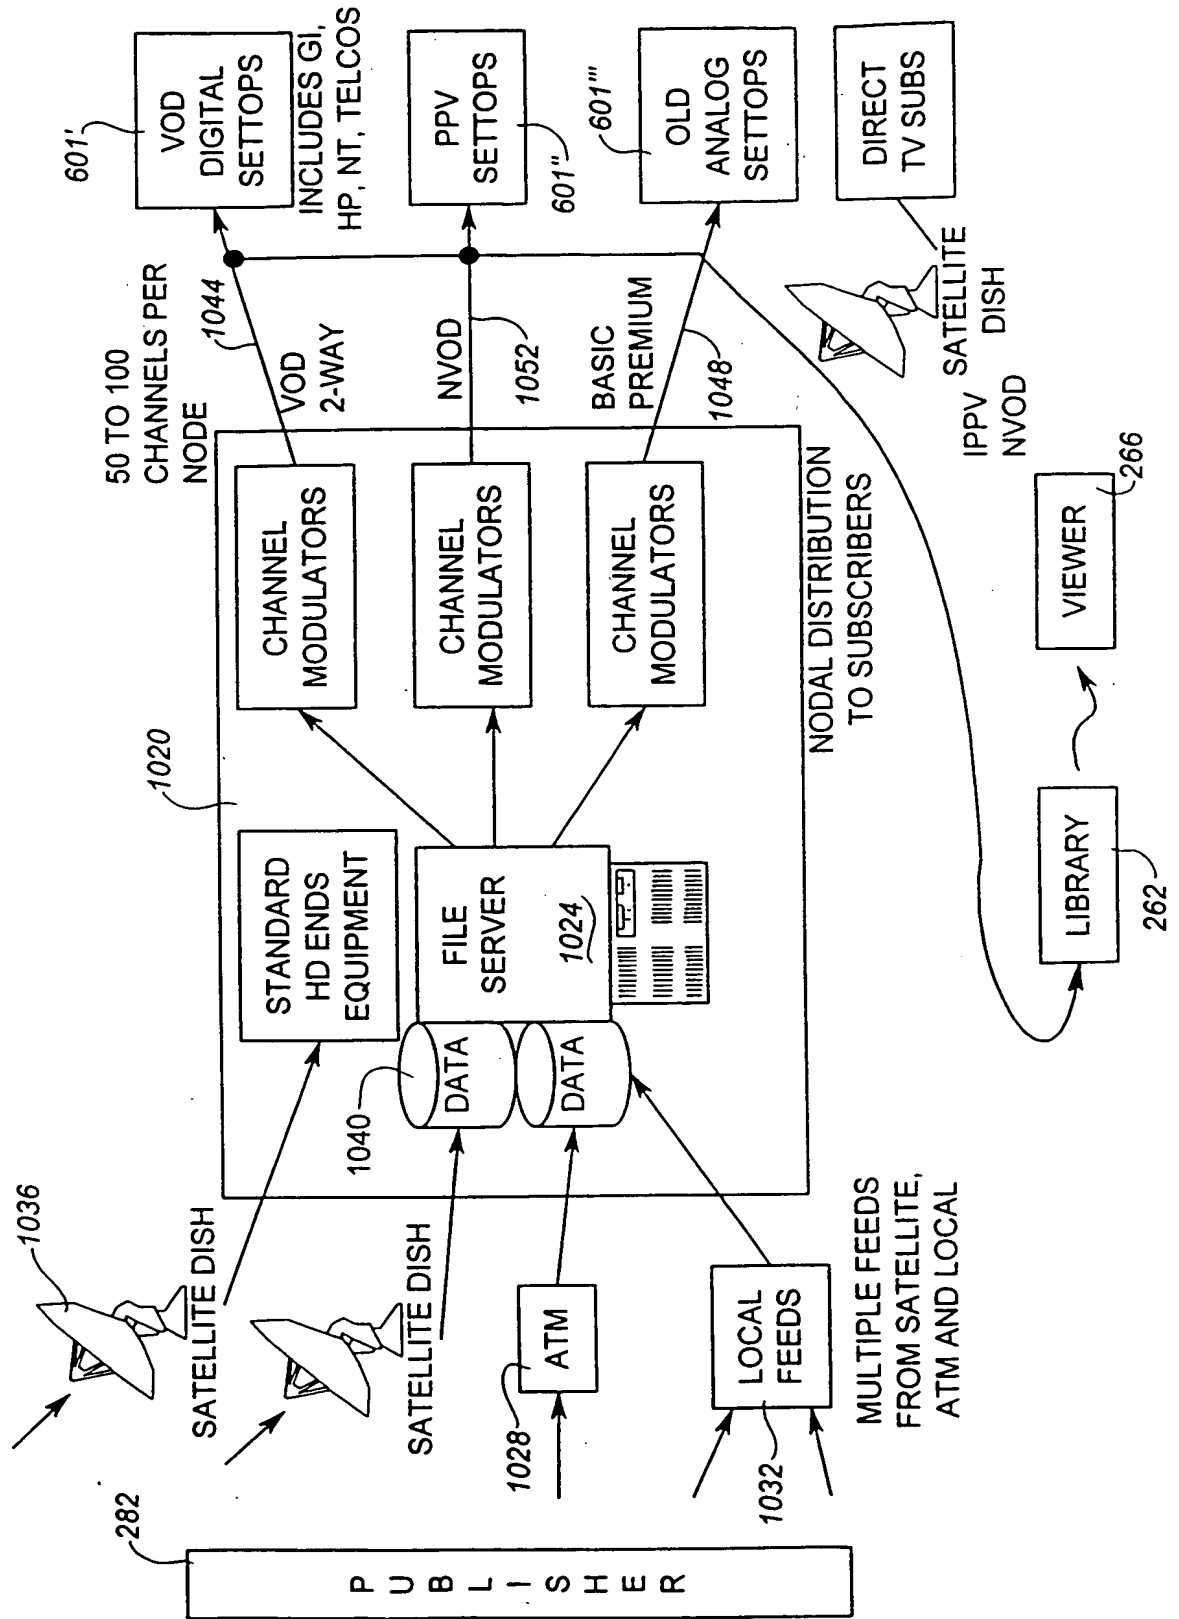 282
P U B L I S H E R
1036
SATELLITE DISH
SATELLITE DISH
1028
ATM
1032
LOCAL
FEEDS
MULTIPLE FEEDS
FROM SATELLITE,
ATM AND LOCAL
1020
STANDARD
HD ENDS
EQUIPMENT
1040
DATA
DATA
FILE
SERVER
1024
CHANNEL
MODULATORS
CHANNEL
MODULATORS
CHANNEL
MODULATORS
NODAL DISTRIBUTION
TO SUBSCRIBERS
50 TO 100
CHANNELS PER
NODE
1044
VOD
2-WAY
NVOD
1052
BASIC
PREMIUM
1048
601'
VOD
DIGITAL
SETTOPS
INCLUDES GI,
HP, NT, TELCOS
PPV
SETTOPS
601''
601'''
OLD
ANALOG
SETTOPS
DIRECT
TV SUBS
SATELLITE
DISH
IPPV
NVOD
LIBRARY
262
VIEWER
266